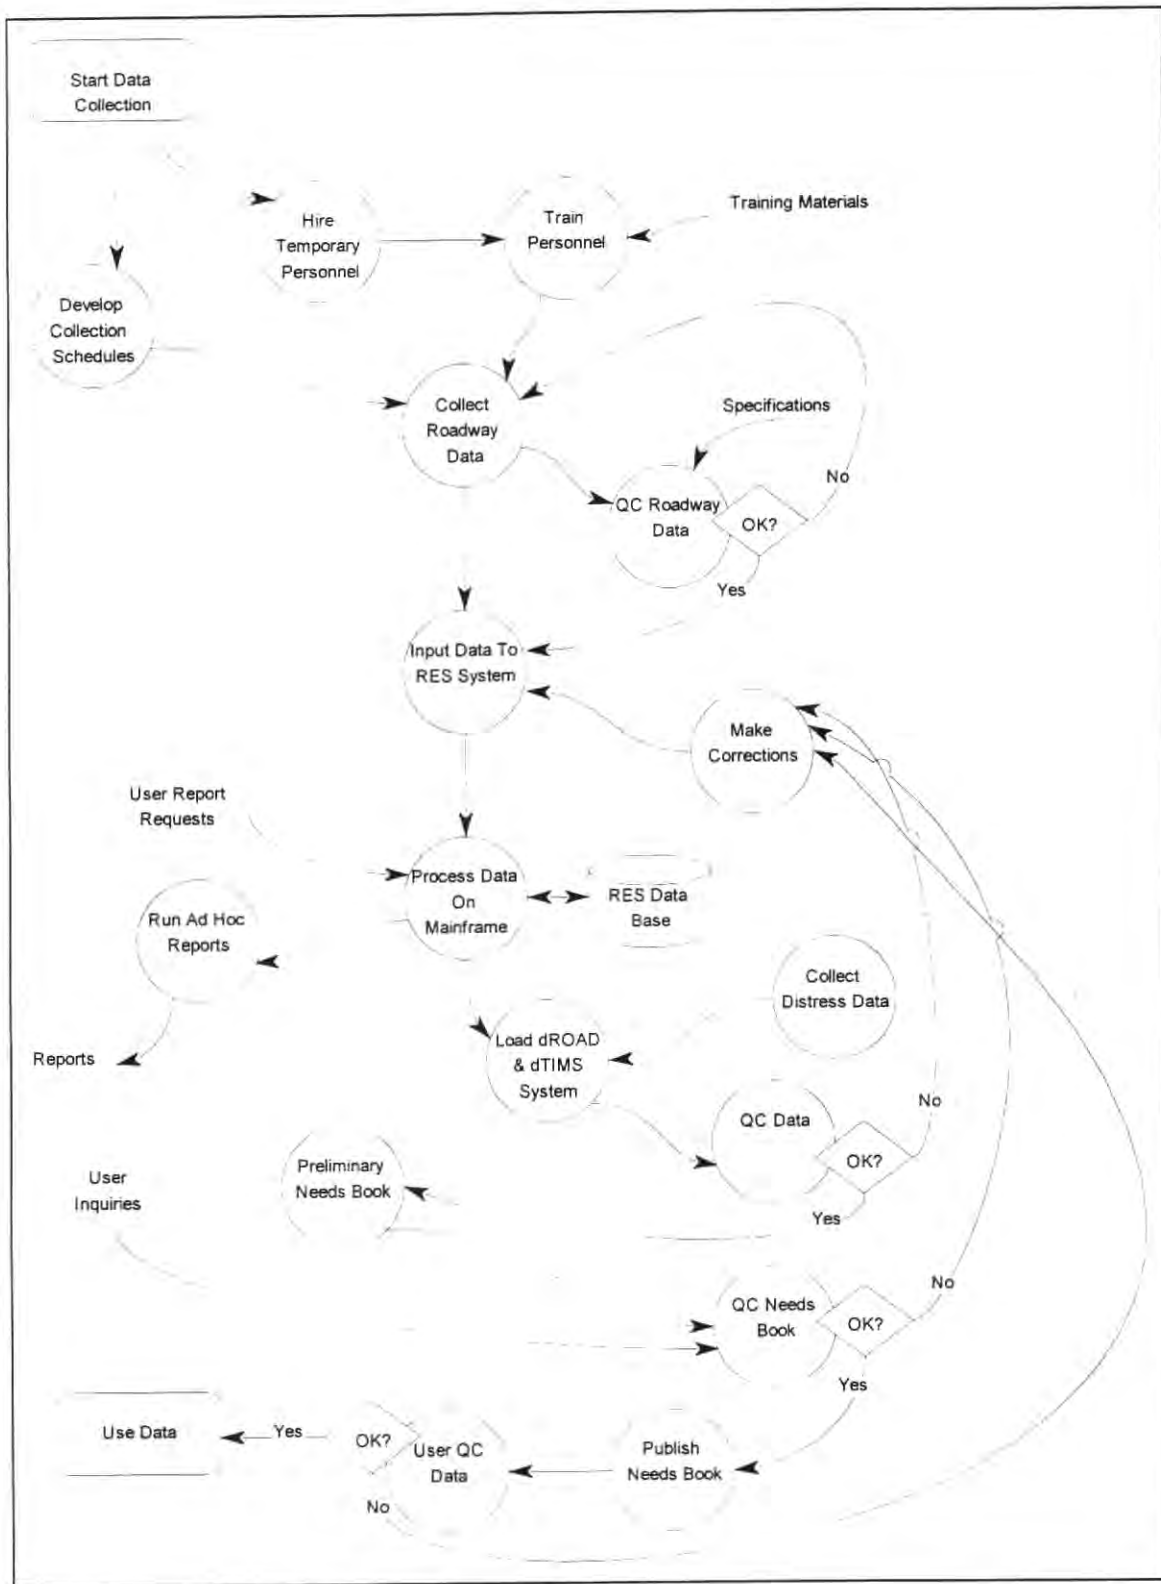 Start Data
Collection
Hire
Temporary
Personnel
Train
Personnel
Training Materials
Develop
Collection
Schedules
Collect
Roadway
Data
Specifications
No
QC Roadway
Data
OK?
Yes
Input Data To
RES System
Make
Corrections
User Report
Requests
Process Data
On
Mainframe
RES Data
Base
Run Ad Hoc
Reports
Collect
Distress Data
Reports
Load dROAD
& dTIMS
System
No
QC Data
OK?
Yes
Preliminary
Needs Book
User
Inquiries
No
QC Needs
Book
OK?
Yes
Use Data
Yes
OK?
User QC
Data
Publish
Needs Book
No